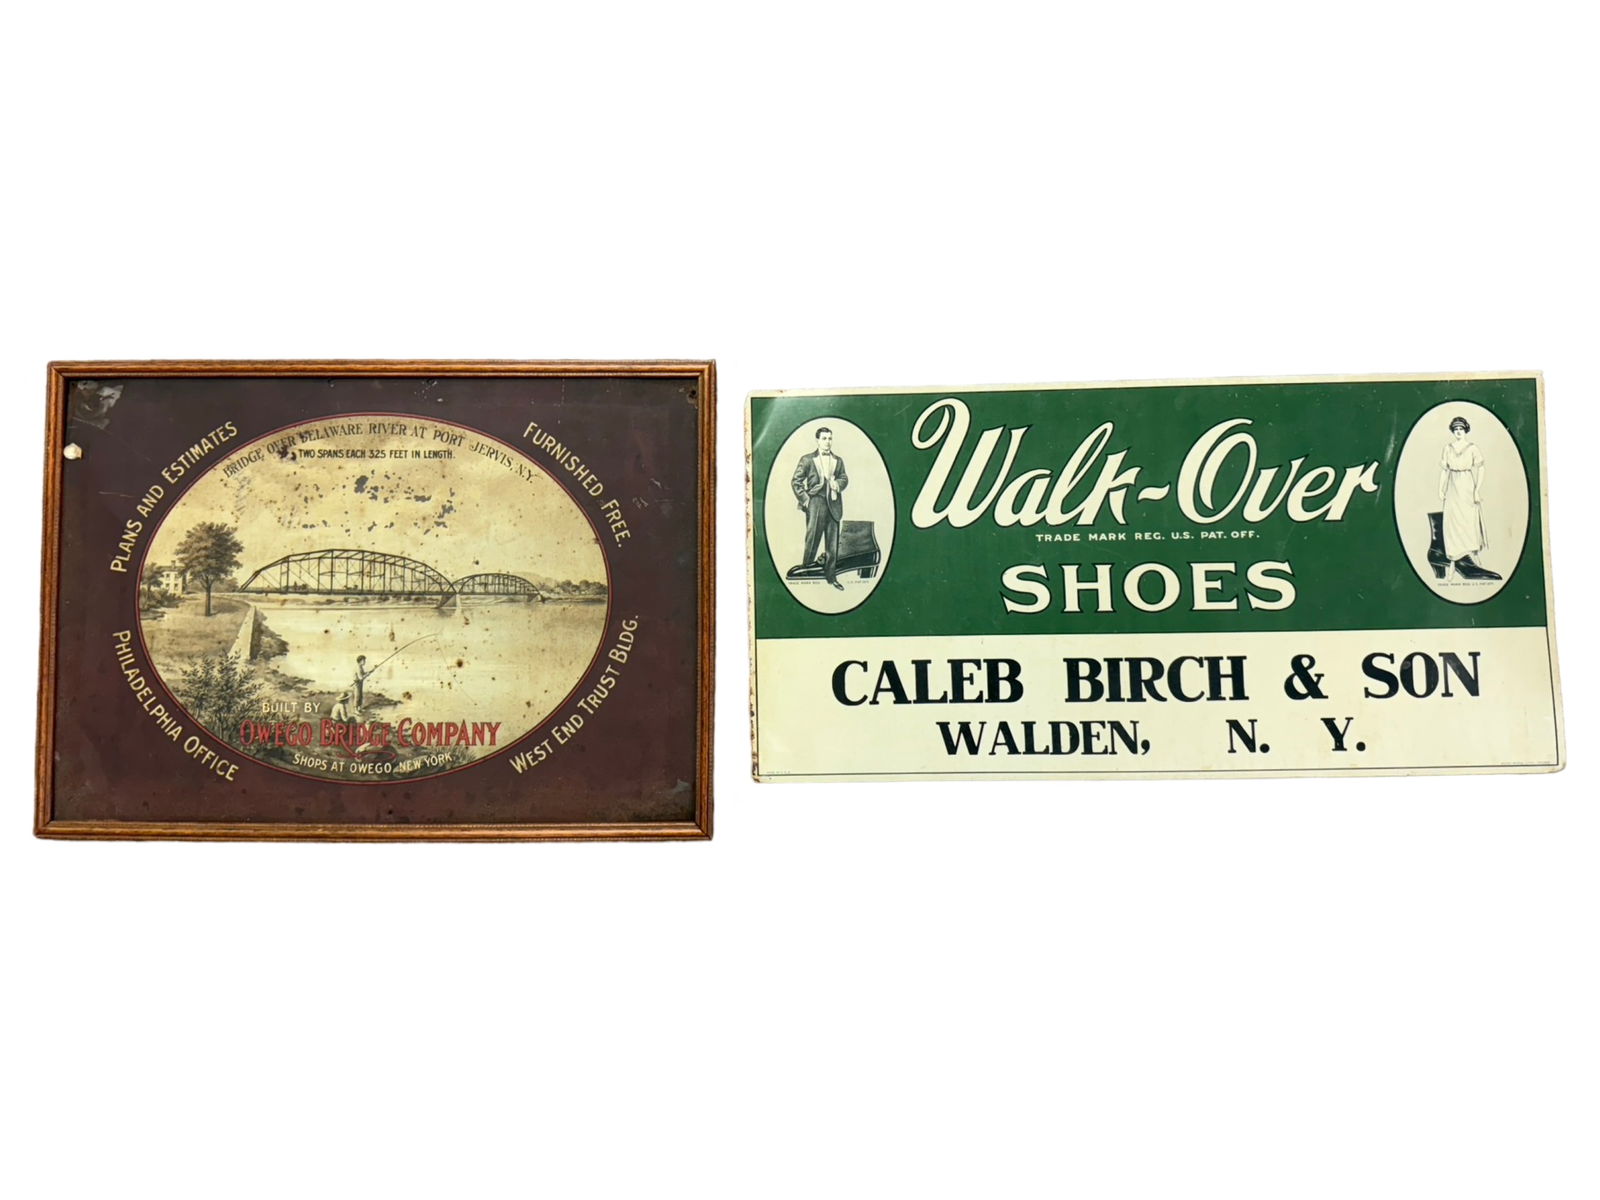 PLANS AND ESTIMATES
FURNISHED FREE.
BRIDGE OVER DELAWARE RIVER AT PORT JERVIS, N.Y.
TWO SPANS EACH 325 FEET IN LENGTH.
BUILT BY
OWEGO BRIDGE COMPANY
SHOPS AT OWEGO, NEW YORK.
PHILADELPHIA OFFICE
WEST END TRUST BLDG.
Walk-Over
TRADE MARK REG. U.S. PAT. OFF.
SHOES
CALEB BIRCH & SON
WALDEN, N. Y.